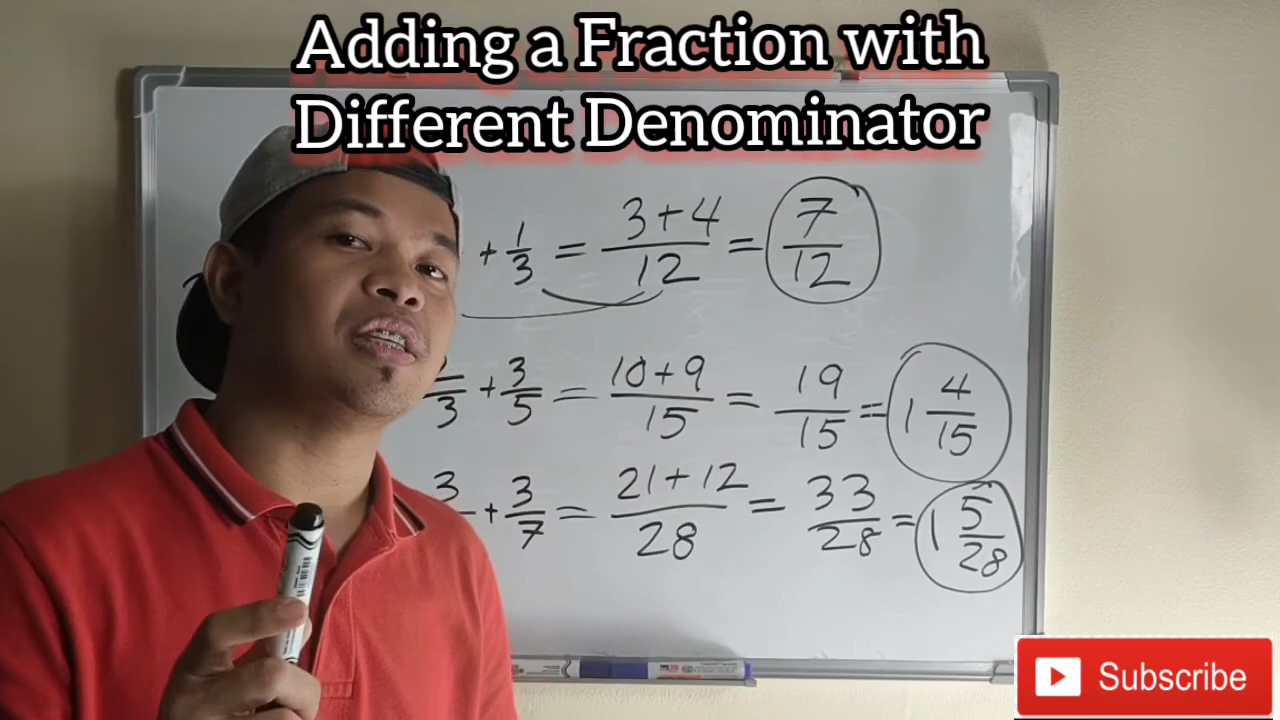 Adding a Fraction with
Different Denominator
+ 1/3 = 3+4/12 = 7/12
/3 + 3/5 = 10+9/15 = 19/15 = 1 4/15
3/ + 3/7 = 21+12/28 = 33/28 = 1 5/28
Subscribe